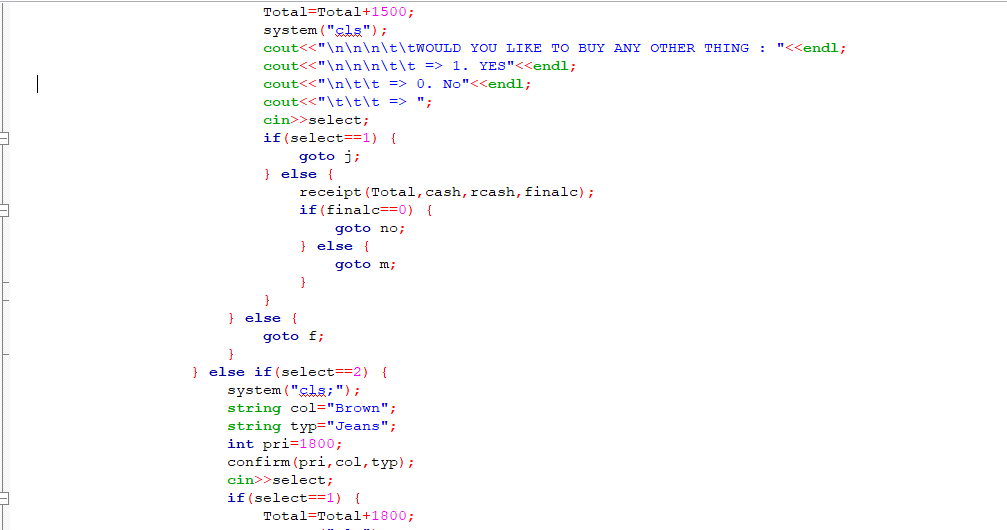 Total=Total+1500;
system("cls");
cout<<"\n\n\n\t\tWOULD YOU LIKE TO BUY ANY OTHER THING : "<<endl;
cout<<"\n\n\n\t\t => 1. YES"<<endl;
cout<<"\n\t\t => 0. No"<<endl;
cout<<"\t\t\t => ";
cin>>select;
if(select==1) {
goto j;
} else {
receipt(Total,cash,rcash,finalc);
if(finalc==0) {
goto no;
} else {
goto m;
}
}
} else {
goto f;
}
} else if(select==2) {
system("cls;");
string col="Brown";
string typ="Jeans";
int pri=1800;
confirm(pri,col,typ);
cin>>select;
if(select==1) {
Total=Total+1800;